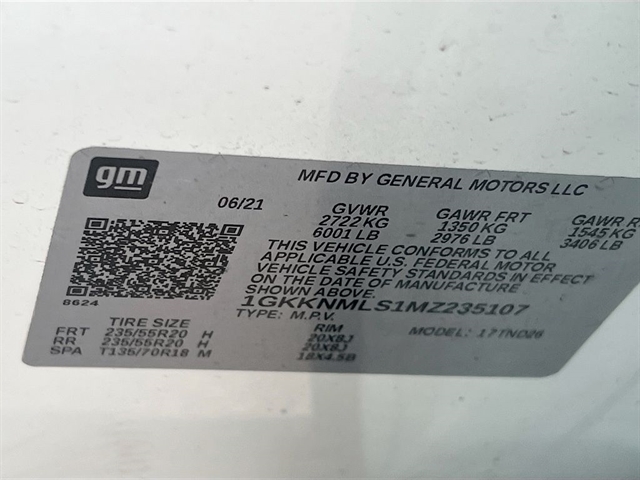 gm
MFD BY GENERAL MOTORS LLC
06/21
GVWR GAWR FRT GAWR R
2722 KG 1350 KG 1545 KG
6001 LB 2976 LB 3406 LB
THIS VEHICLE CONFORMS TO ALL
APPLICABLE U.S. FEDERAL MOTOR
VEHICLE SAFETY STANDARDS IN EFFECT
ON THE DATE OF MANUFACTURE
SHOWN ABOVE.
8624
1GKKNMLS1MZ235107
TYPE: M.P.V. MODEL: 17TND26
TIRE SIZE RIM
FRT 235/55R20 H 20X8J
RR 235/55R20 H 20X8J
SPA T135/70R18 M 18X4.5B